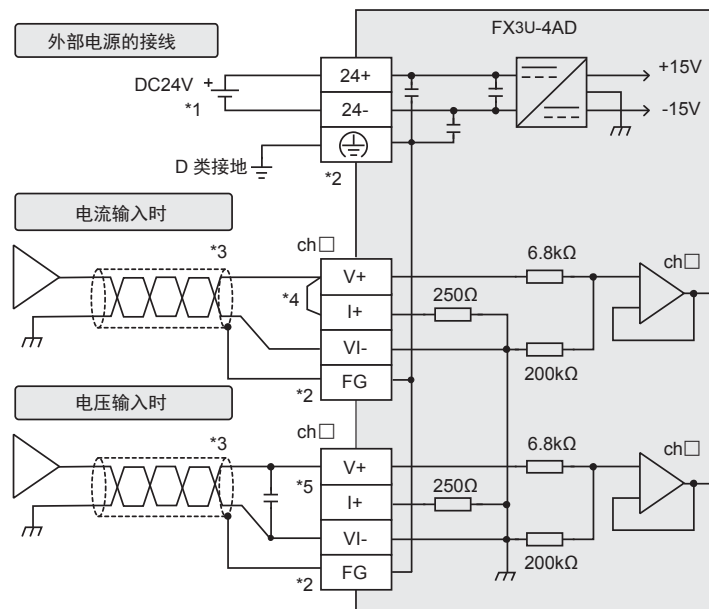 外部电源的接线
FX3U-4AD
DC24V
+
*1
24+
24-
+15V
-15V
D 类接地
*2
电流输入时
*3
ch□
*4
V+
I+
VI-
FG
*2
250Ω
6.8kΩ
200kΩ
ch□
电压输入时
*3
ch□
*5
V+
I+
VI-
FG
*2
250Ω
6.8kΩ
200kΩ
ch□